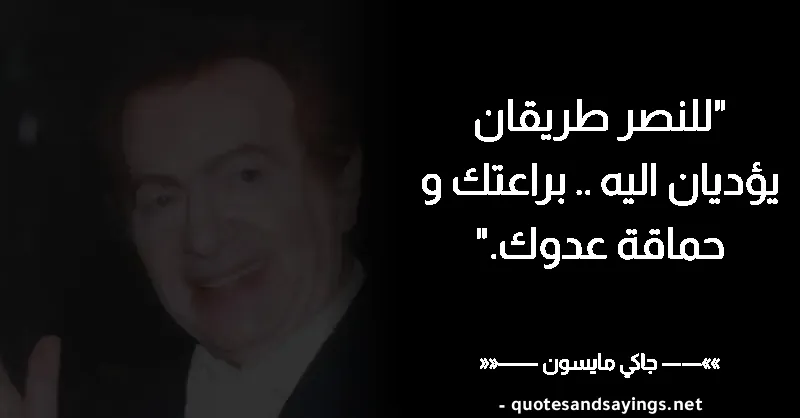 "للنصر طريقان
يؤديان اليه .. براعتك و
حماقة عدوك."
»»—— جاكي مايسون ——««
- quotesandsayings.net